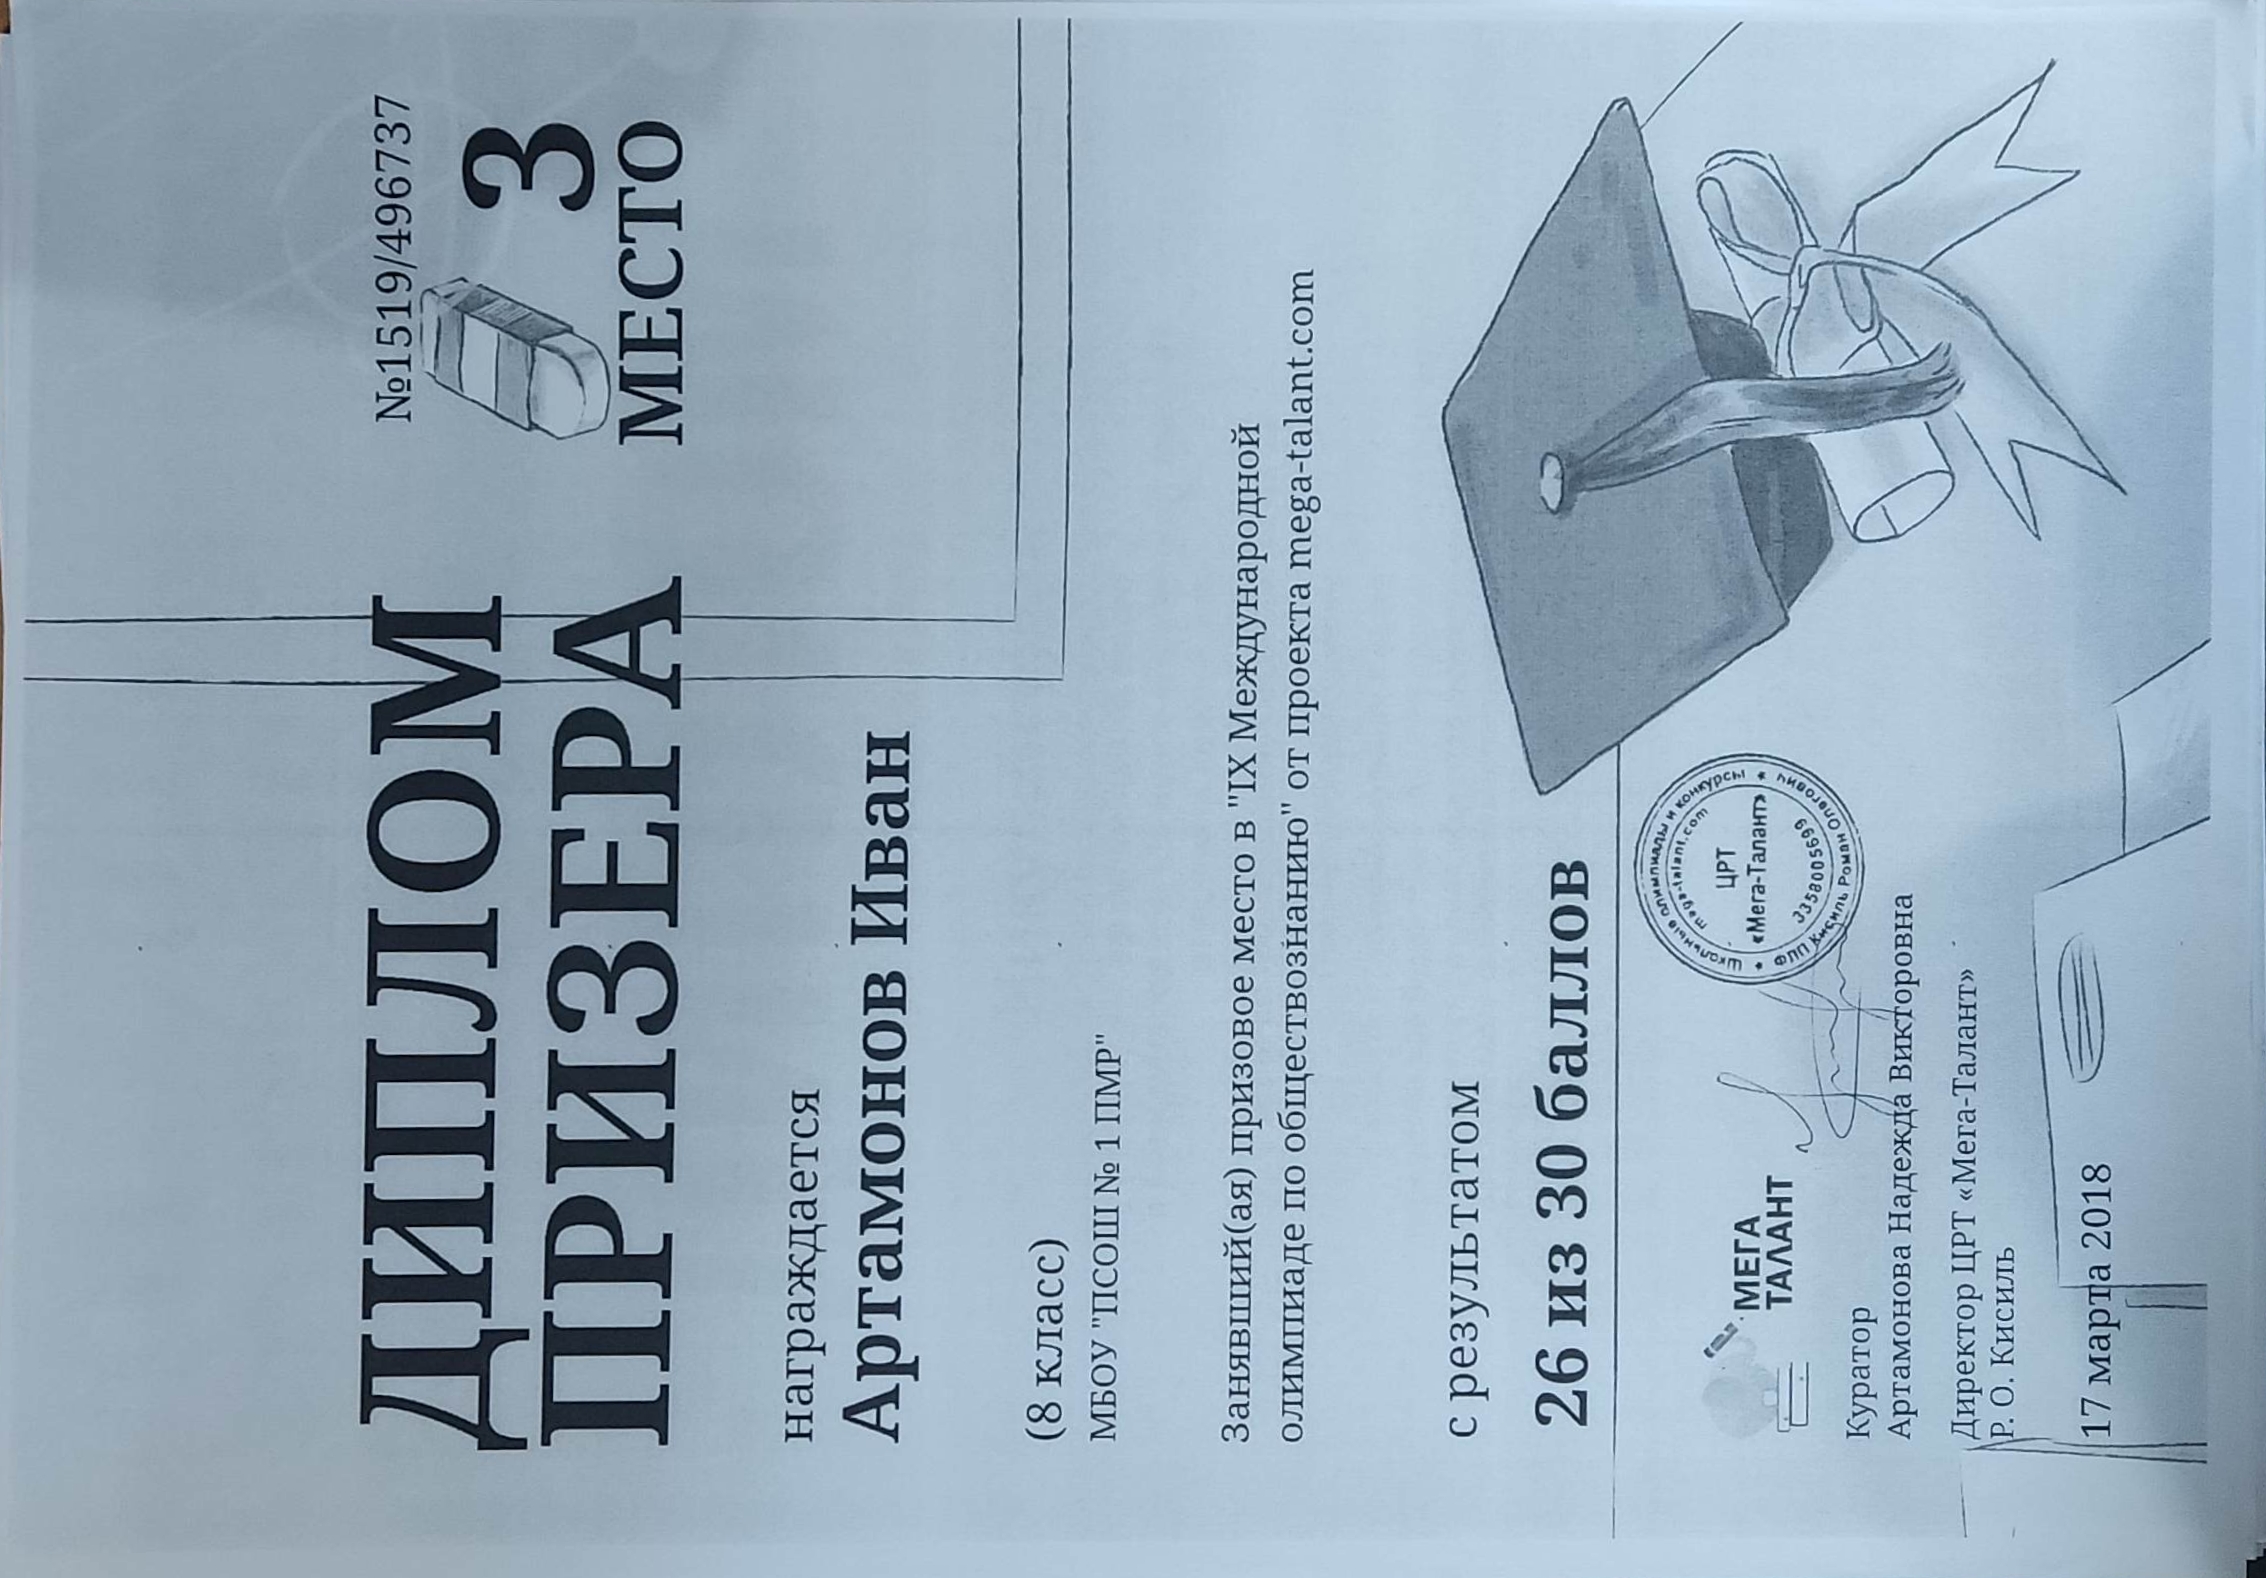 ДИПЛОМ
ПРИЗЕРА
№1519/496737
3
МЕСТО
награждается
Артамонов Иван
(8 класс)
МБОУ "ПСОШ № 1 ПМР"
Занявший(ая) призовое место в "IX Международной
олимпиаде по обществознанию" от проекта mega-talant.com
с результатом
26 из 30 баллов
МЕГА
ТАЛАНТ
Школьные олимпиады и конкурсы
mega-talant.com
ЦРТ
«Мега-Талант»
3358005699
ФЛП Кисиль Роман Олегович
Куратор
Артамонова Надежда Викторовна
Директор ЦРТ «Мега-Талант»
Р. О. Кисиль
17 марта 2018